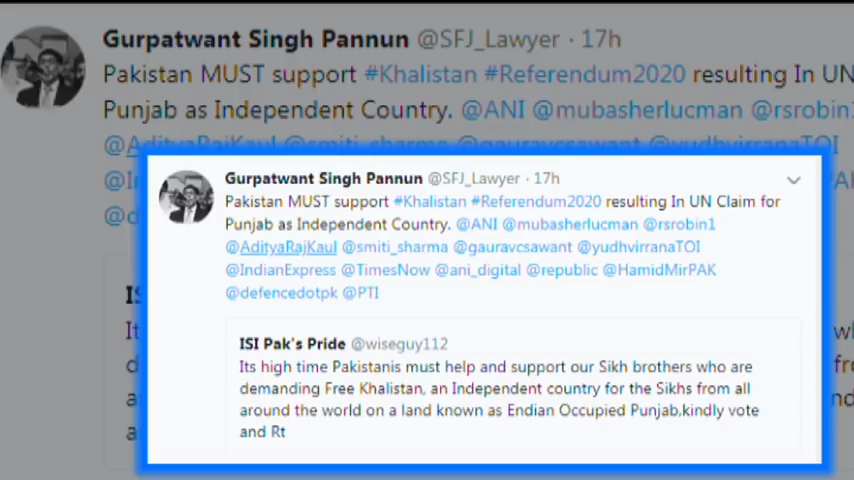 Gurpatwant Singh Pannun @SFJ_Lawyer · 17h
Pakistan MUST support #Khalistan #Referendum2020 resulting In UN
Punjab as Independent Country. @ANI @mubasherlucman @rsrobin
@AdityaRajKaul @smiti_sharma @gauravcsawant @yudhvirranaTOI
Gurpatwant Singh Pannun @SFJ_Lawyer · 17h
Pakistan MUST support #Khalistan #Referendum2020 resulting In UN Claim for
Punjab as Independent Country. @ANI @mubasherlucman @rsrobin1
@AdityaRajKaul @smiti_sharma @gauravcsawant @yudhvirranaTOI
@IndianExpress @TimesNow @ani_digital @republic @HamidMirPAK
@defencedotpk @PTI
ISI Pak's Pride @wiseguy112
Its high time Pakistanis must help and support our Sikh brothers who are
demanding Free Khalistan, an Independent country for the Sikhs from all
around the world on a land known as Endian Occupied Punjab,kindly vote
and Rt